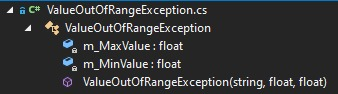 C# ValueOutOfRangeException.cs
ValueOutOfRangeException
m_MaxValue : float
m_MinValue : float
ValueOutOfRangeException(string, float, float)